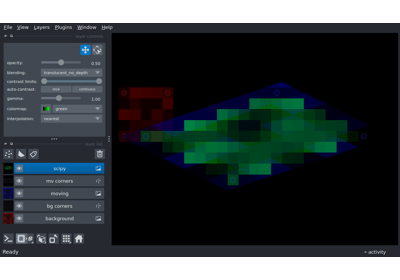 File View Layers Plugins Window Help
opacity: 0.50
blending: translucent_no_depth
contrast limits:
auto-contrast: once continuous
gamma: 1.00
colormap: green
interpolation: nearest
scipy
mv corners
moving
bg corners
background
Ready
activity